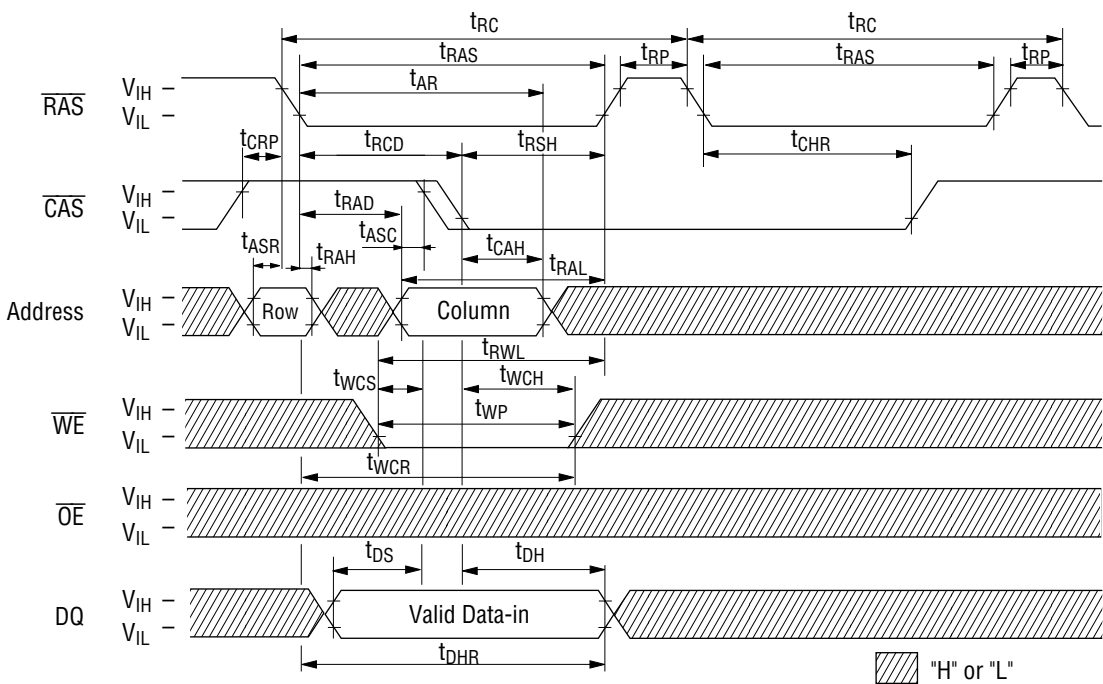 tRC tRC
tRAS tRP tRAS tRP
tAR
RAS VIH –
VIL –
tCRP tRCD tRSH tCHR
CAS VIH –
VIL –
tRAD
tASC
tASR tRAH tCAH tRAL
Address VIH –
VIL –
Row Column
tRWL
tWCS tWCH
WE VIH –
VIL –
tWP
tWCR
OE VIH –
VIL –
tDS tDH
DQ VIH –
VIL –
Valid Data-in
tDHR
"H" or "L"